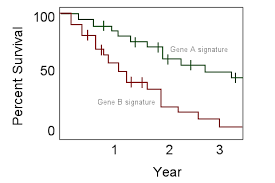 100
Gene A signature
50
Gene B signature
0
1 2 3
Percent Survival
Year